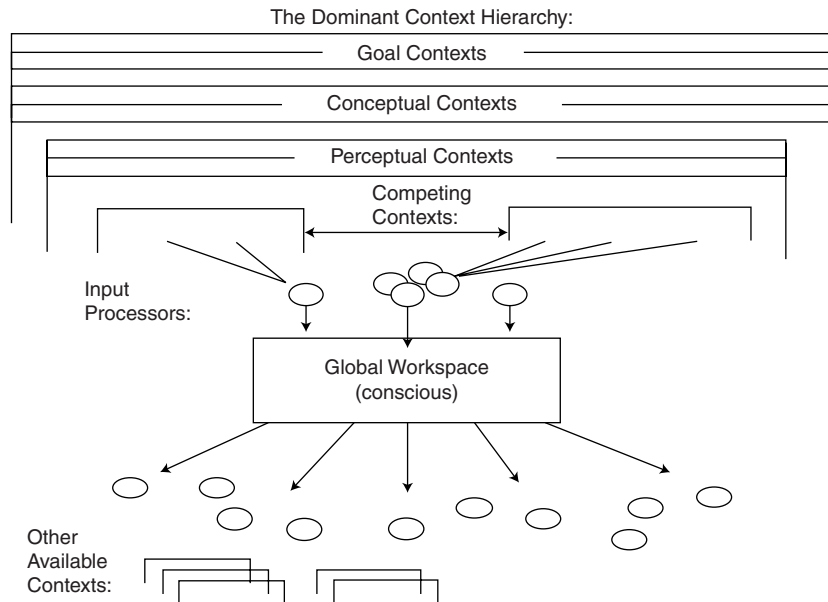 The Dominant Context Hierarchy:
Goal Contexts
Conceptual Contexts
Perceptual Contexts
Competing
Contexts:
Input
Processors:
Global Workspace
(conscious)
Other
Available
Contexts: